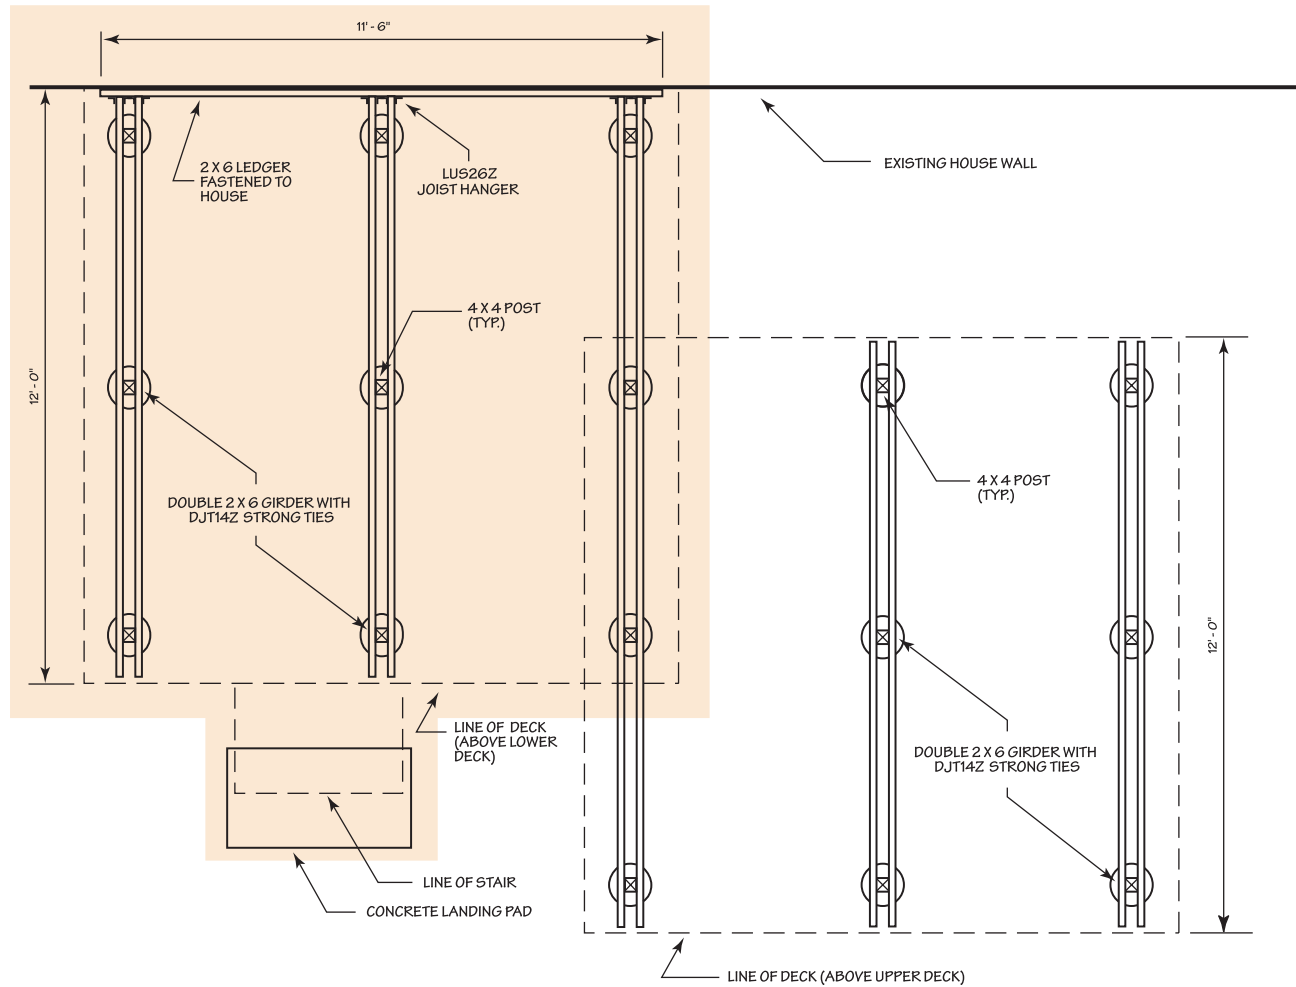 11' - 6"
2 X 6 LEDGER
FASTENED TO
HOUSE
LUS26Z
JOIST HANGER
EXISTING HOUSE WALL
4 X 4 POST
(TYP.)
12' - 0"
4 X 4 POST
(TYP.)
DOUBLE 2 X 6 GIRDER WITH
DJT14Z STRONG TIES
12' - 0"
LINE OF DECK
(ABOVE LOWER
DECK)
DOUBLE 2 X 6 GIRDER WITH
DJT14Z STRONG TIES
LINE OF STAIR
CONCRETE LANDING PAD
LINE OF DECK (ABOVE UPPER DECK)